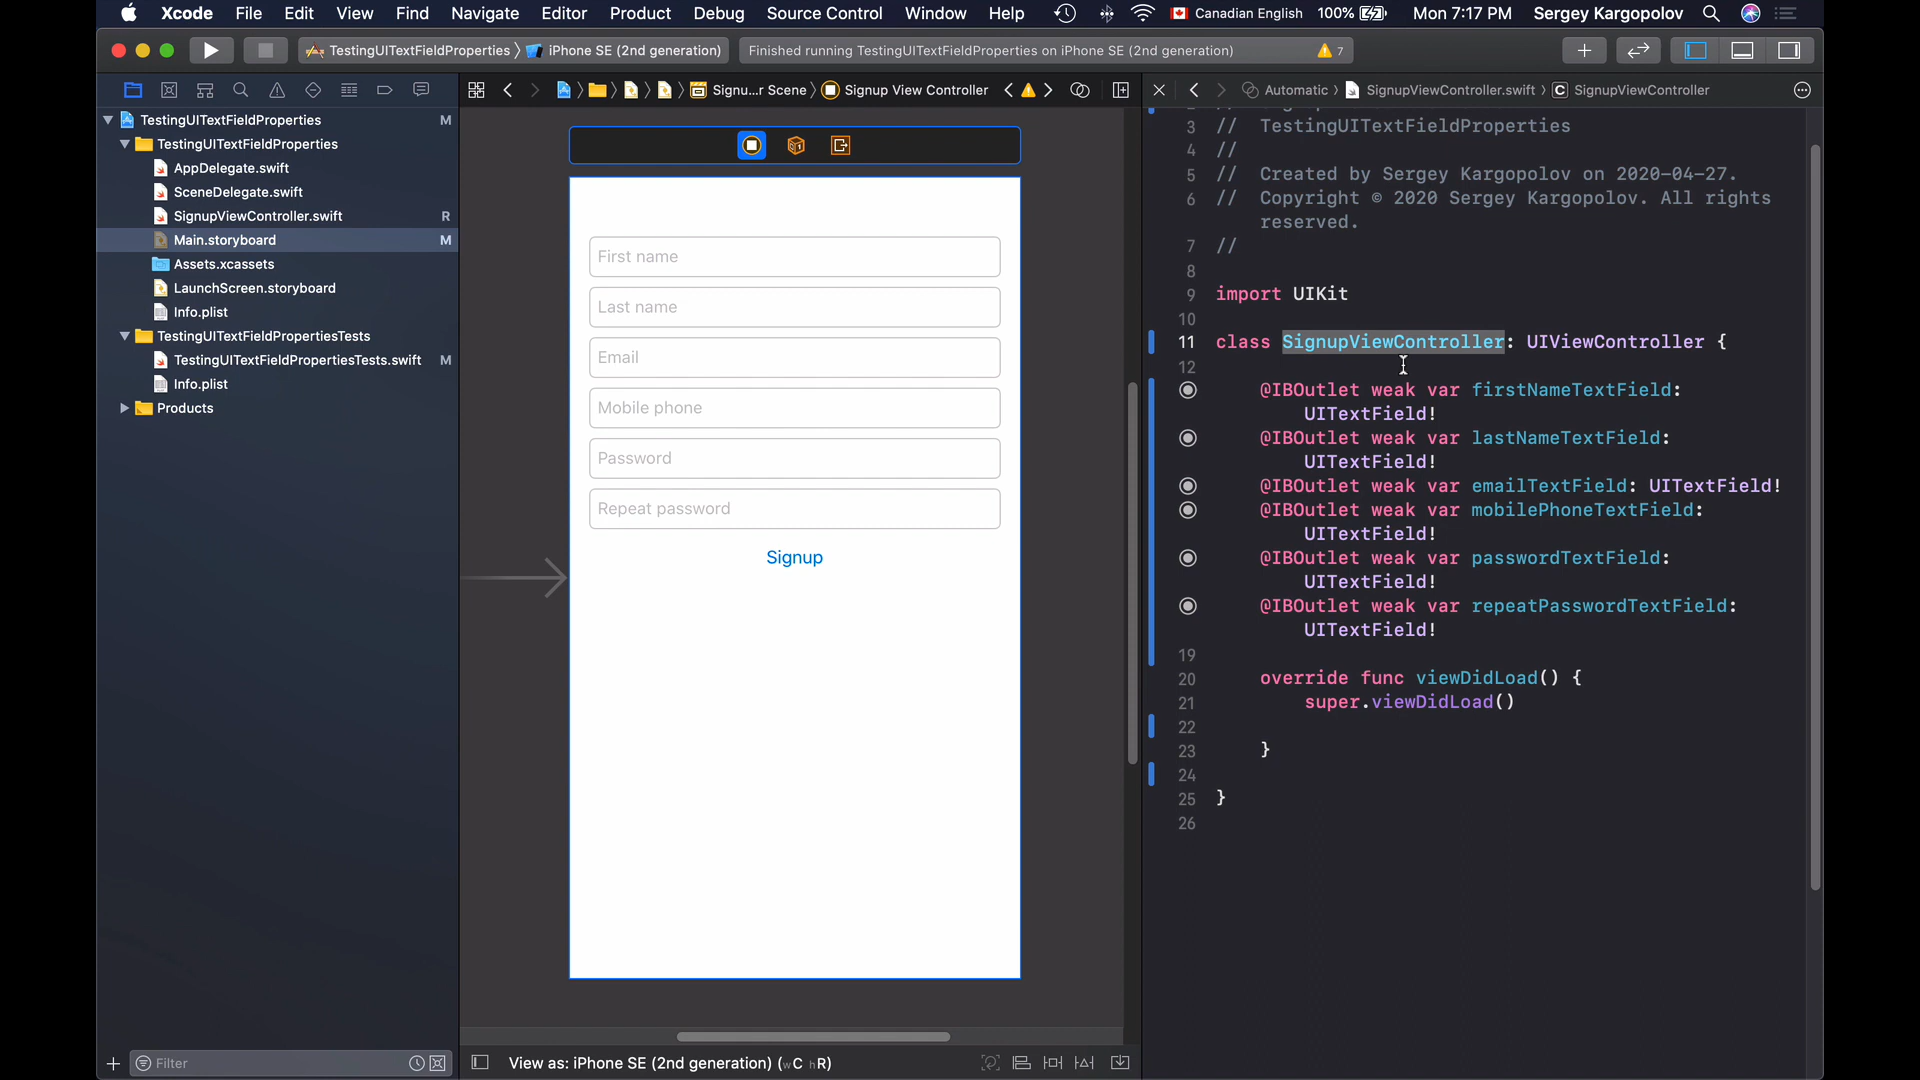 Xcode File Edit View Find Navigate Editor Product Debug Source Control Window Help Canadian English 100% Mon 7:17 PM Sergey Kargopolov
TestingUITextFieldProperties iPhone SE (2nd generation) Finished running TestingUITextFieldProperties on iPhone SE (2nd generation) 7
Signu...r Scene Signup View Controller
Automatic SignupViewController.swift SignupViewController
TestingUITextFieldProperties M
TestingUITextFieldProperties
AppDelegate.swift
SceneDelegate.swift
SignupViewController.swift R
Main.storyboard M
Assets.xcassets
LaunchScreen.storyboard
Info.plist
TestingUITextFieldPropertiesTests
TestingUITextFieldPropertiesTests.swift M
Info.plist
Products
Filter
First name
Last name
Email
Mobile phone
Password
Repeat password
Signup
View as: iPhone SE (2nd generation) (wC hR)
3 // TestingUITextFieldProperties
4 //
5 // Created by Sergey Kargopolov on 2020-04-27.
6 // Copyright © 2020 Sergey Kargopolov. All rights
reserved.
7 //
8
9 import UIKit
10
11 class SignupViewController: UIViewController {
12
@IBOutlet weak var firstNameTextField:
UITextField!
@IBOutlet weak var lastNameTextField:
UITextField!
@IBOutlet weak var emailTextField: UITextField!
@IBOutlet weak var mobilePhoneTextField:
UITextField!
@IBOutlet weak var passwordTextField:
UITextField!
@IBOutlet weak var repeatPasswordTextField:
UITextField!
19
20 override func viewDidLoad() {
21 super.viewDidLoad()
22
23 }
24
25 }
26